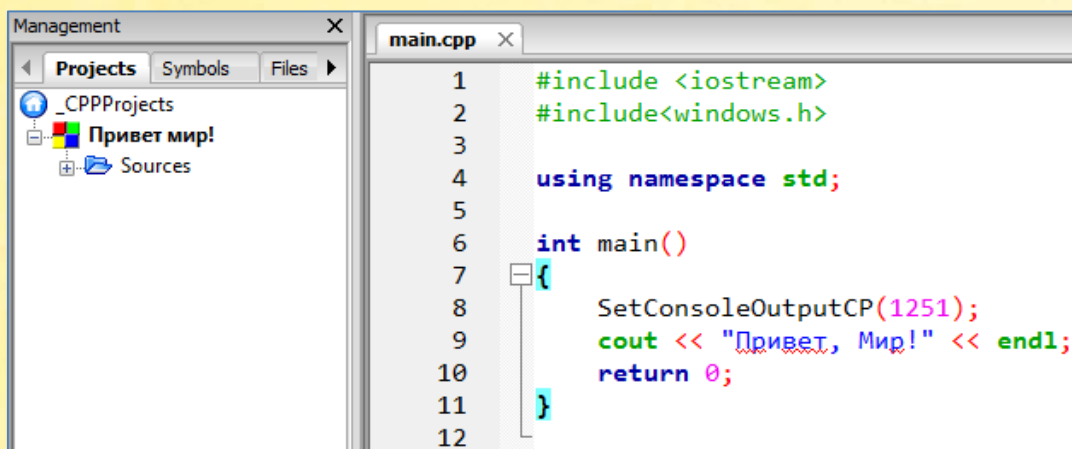 Management
Projects Symbols Files
_CPPProjects
Привет мир!
Sources
main.cpp
1 #include <iostream>
2 #include<windows.h>
3
4 using namespace std;
5
6 int main()
7 {
8 SetConsoleOutputCP(1251);
9 cout << "Привет, Мир!" << endl;
10 return 0;
11 }
12